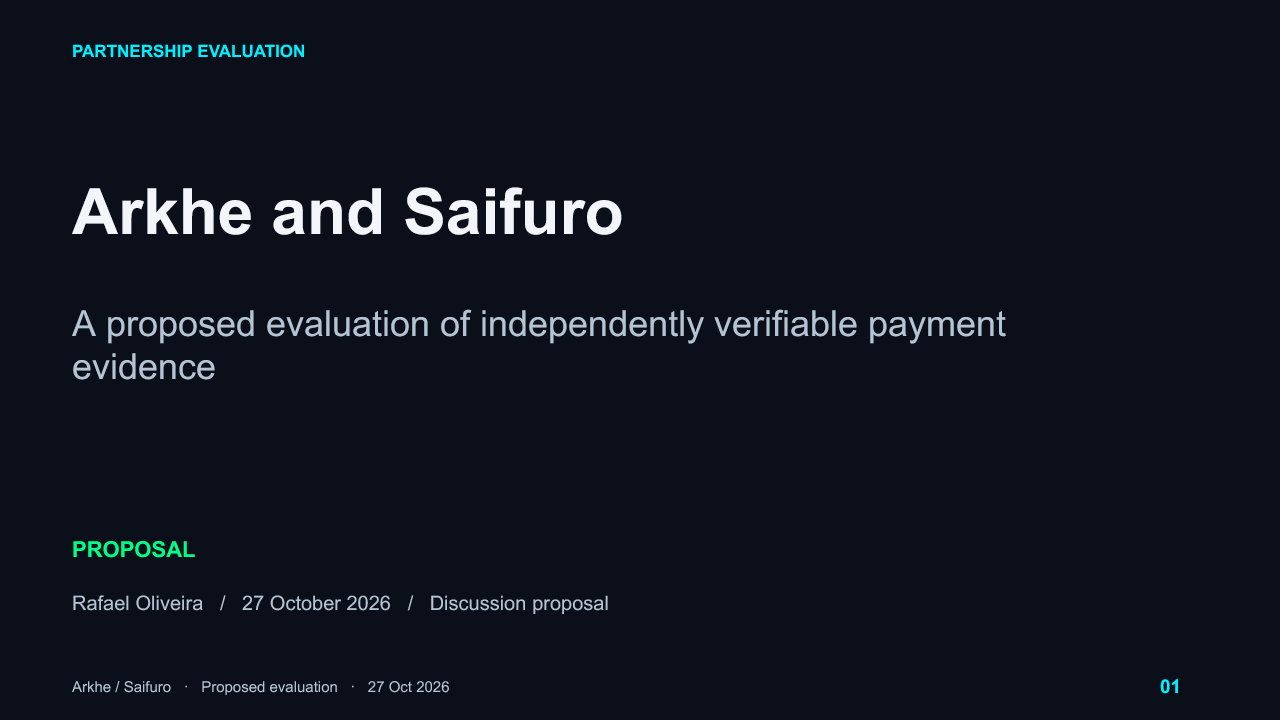 PARTNERSHIP EVALUATION
Arkhe and Saifuro
A proposed evaluation of independently verifiable payment
evidence
PROPOSAL
Rafael Oliveira / 27 October 2026 / Discussion proposal
Arkhe / Saifuro · Proposed evaluation · 27 Oct 2026
01